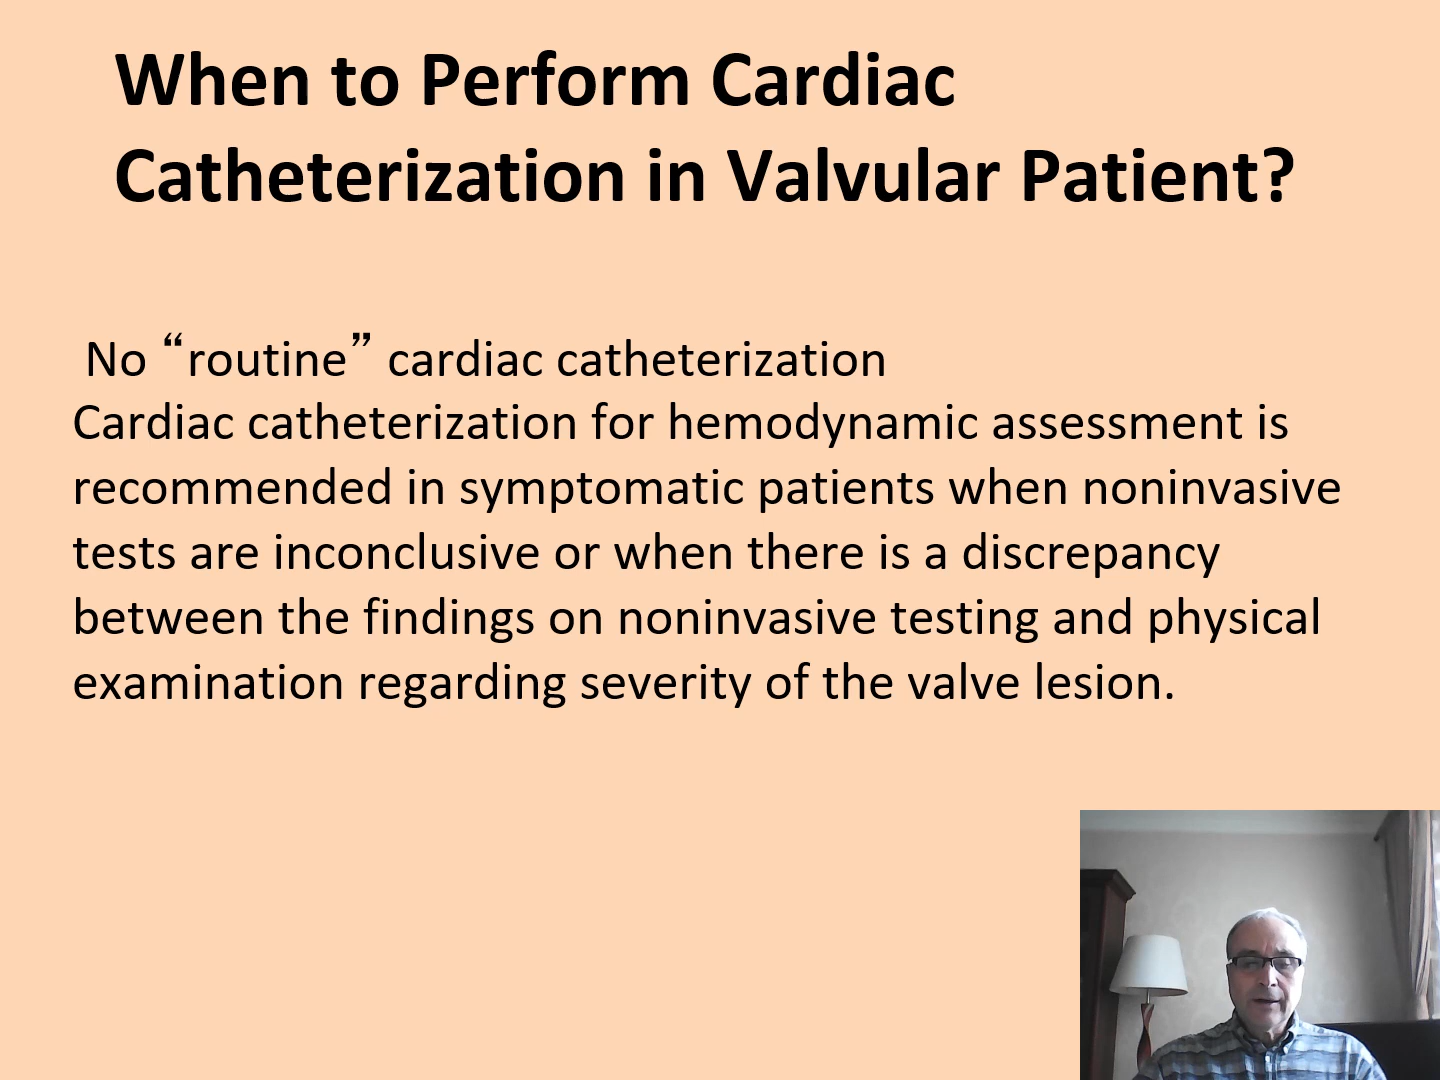 When to Perform Cardiac
Catheterization in Valvular Patient?
No “routine” cardiac catheterization
Cardiac catheterization for hemodynamic assessment is
recommended in symptomatic patients when noninvasive
tests are inconclusive or when there is a discrepancy
between the findings on noninvasive testing and physical
examination regarding severity of the valve lesion.